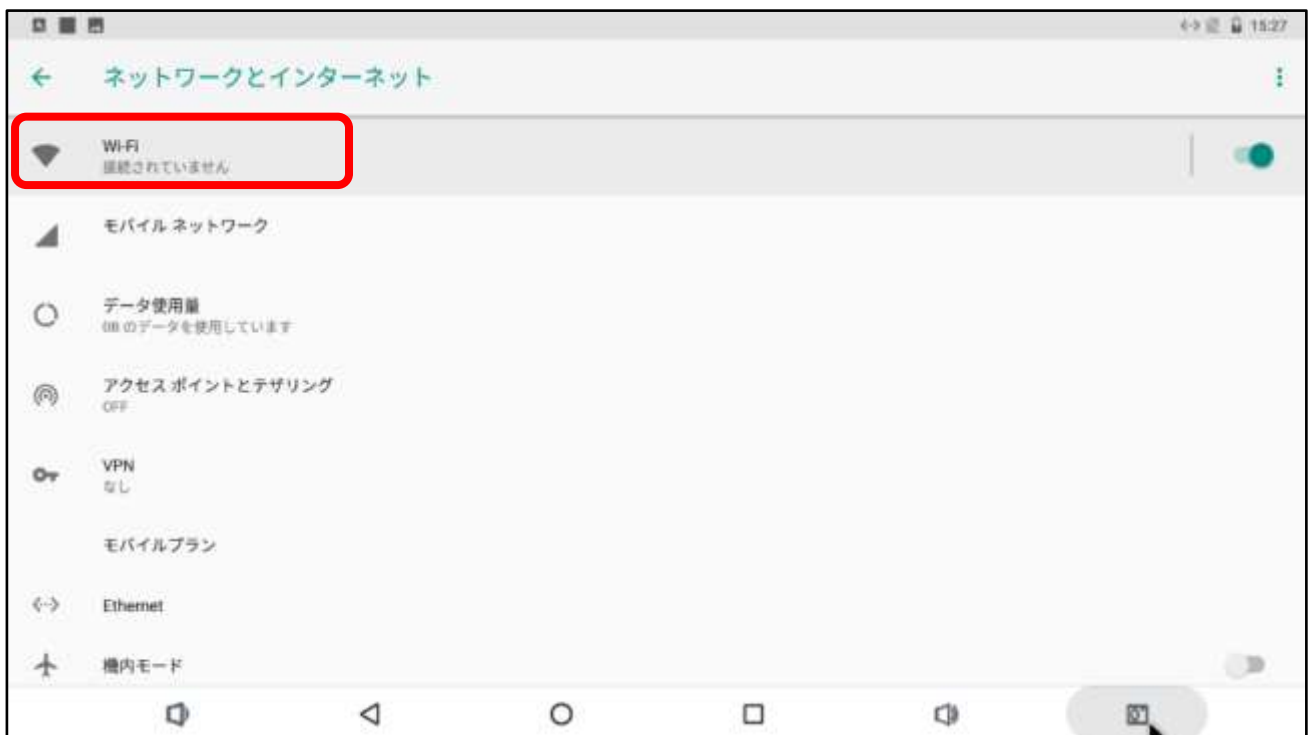 15:27
ネットワークとインターネット
Wi-Fi
接続されていません
モバイル ネットワーク
データ使用量
0B のデータを使用しています
アクセス ポイントとテザリング
OFF
VPN
なし
モバイルプラン
Ethernet
機内モード